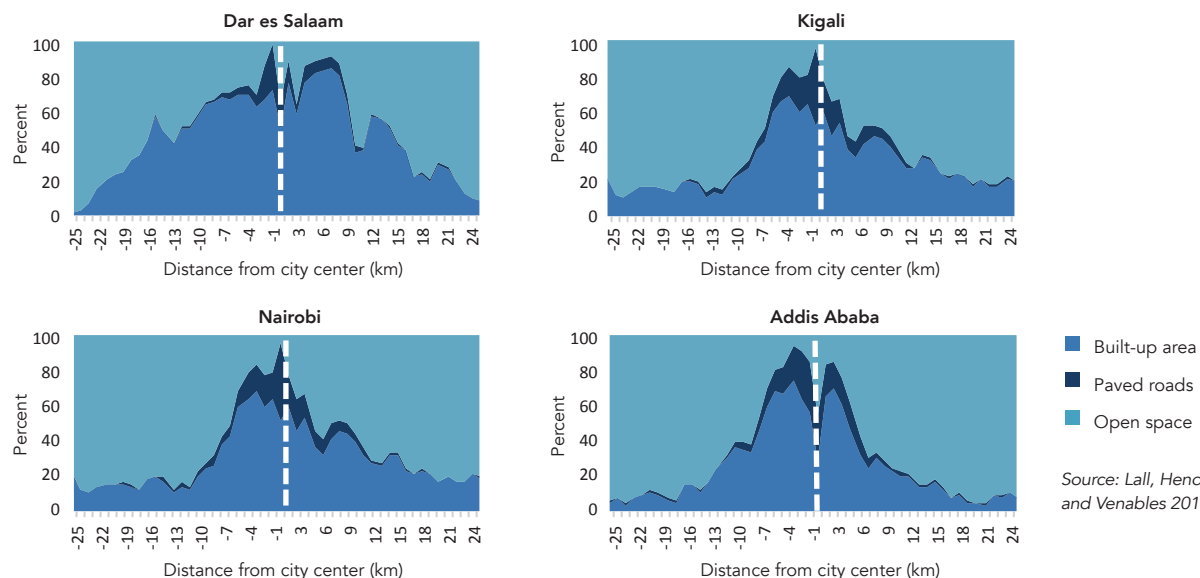 Dar es Salaam
100
80
60
40
20
0
Percent
-25 -22 -19 -16 -13 -10 -7 -4 -1 3 6 9 12 15 18 21 24
Distance from city center (km)
Kigali
100
80
60
40
20
0
Percent
-25 -22 -19 -16 -13 -10 -7 -4 -1 3 6 9 12 15 18 21 24
Distance from city center (km)
Nairobi
100
80
60
40
20
0
Percent
-25 -22 -19 -16 -13 -10 -7 -4 -1 3 6 9 12 15 18 21 24
Distance from city center (km)
Addis Ababa
100
80
60
40
20
0
Percent
-25 -22 -19 -16 -13 -10 -7 -4 -1 3 6 9 12 15 18 21 24
Distance from city center (km)
Built-up area
Paved roads
Open space
Source: Lall,
and Venables